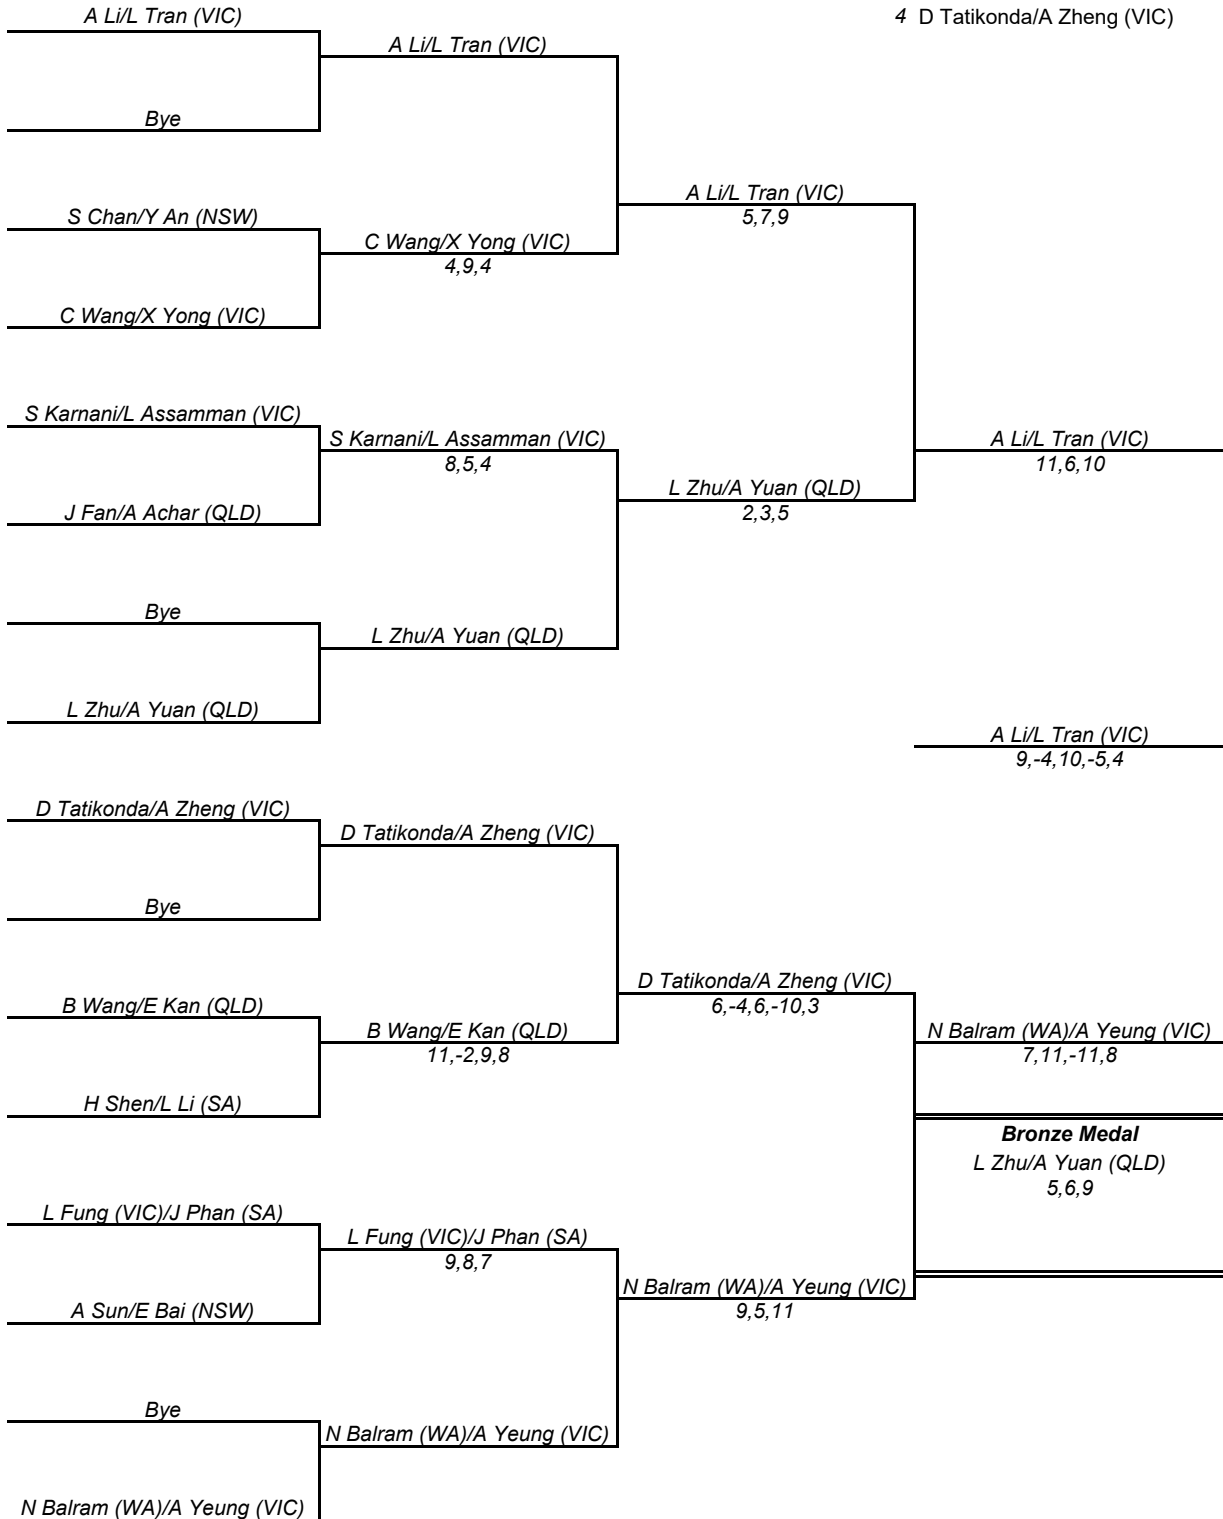 A Li/L Tran (VIC)
4 D Tatikonda/A Zheng (VIC)
A Li/L Tran (VIC)
Bye
A Li/L Tran (VIC)
5,7,9
S Chan/Y An (NSW)
C Wang/X Yong (VIC)
4,9,4
C Wang/X Yong (VIC)
S Karnani/L Assamman (VIC)
S Karnani/L Assamman (VIC)
8,5,4
A Li/L Tran (VIC)
11,6,10
L Zhu/A Yuan (QLD)
2,3,5
J Fan/A Achar (QLD)
Bye
L Zhu/A Yuan (QLD)
L Zhu/A Yuan (QLD)
A Li/L Tran (VIC)
9,-4,10,-5,4
D Tatikonda/A Zheng (VIC)
D Tatikonda/A Zheng (VIC)
Bye
D Tatikonda/A Zheng (VIC)
6,-4,6,-10,3
B Wang/E Kan (QLD)
B Wang/E Kan (QLD)
11,-2,9,8
N Balram (WA)/A Yeung (VIC)
7,11,-11,8
H Shen/L Li (SA)
Bronze Medal
L Zhu/A Yuan (QLD)
5,6,9
L Fung (VIC)/J Phan (SA)
L Fung (VIC)/J Phan (SA)
9,8,7
N Balram (WA)/A Yeung (VIC)
9,5,11
A Sun/E Bai (NSW)
Bye
N Balram (WA)/A Yeung (VIC)
N Balram (WA)/A Yeung (VIC)